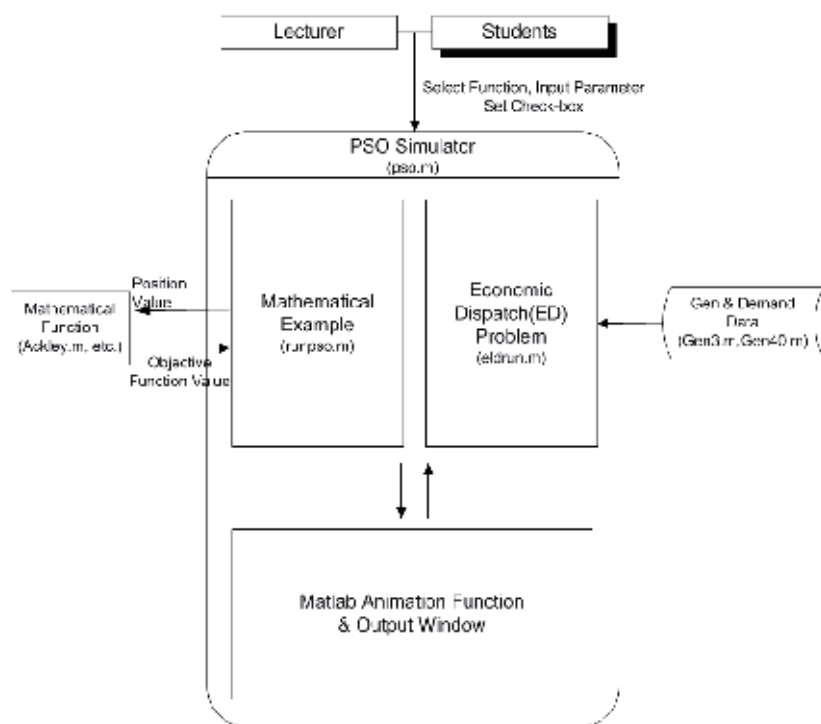 Lecturer
Students
Select Function, Input Parameter
Set Check-box
PSO Simulator
(pso.m)
Position
Value
Mathematical
Function
(Ackley.m, etc.)
Objective
Function Value
Mathematical
Example
(runpso.m)
Economic
Dispatch(ED)
Problem
(eldrun.m)
Gen & Demand
Data
(Gen3.m,Gen40.m)
Matlab Animation Function
& Output Window